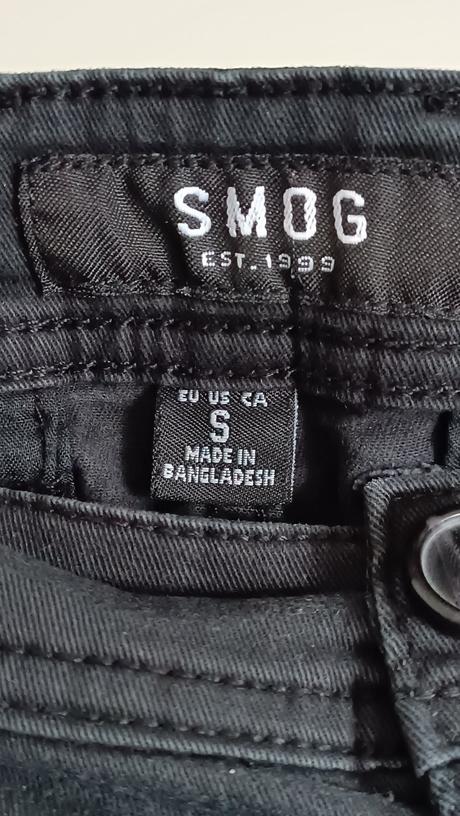 SMOG
EST. 1999
EU US CA
S
MADE IN
BANGLADESH